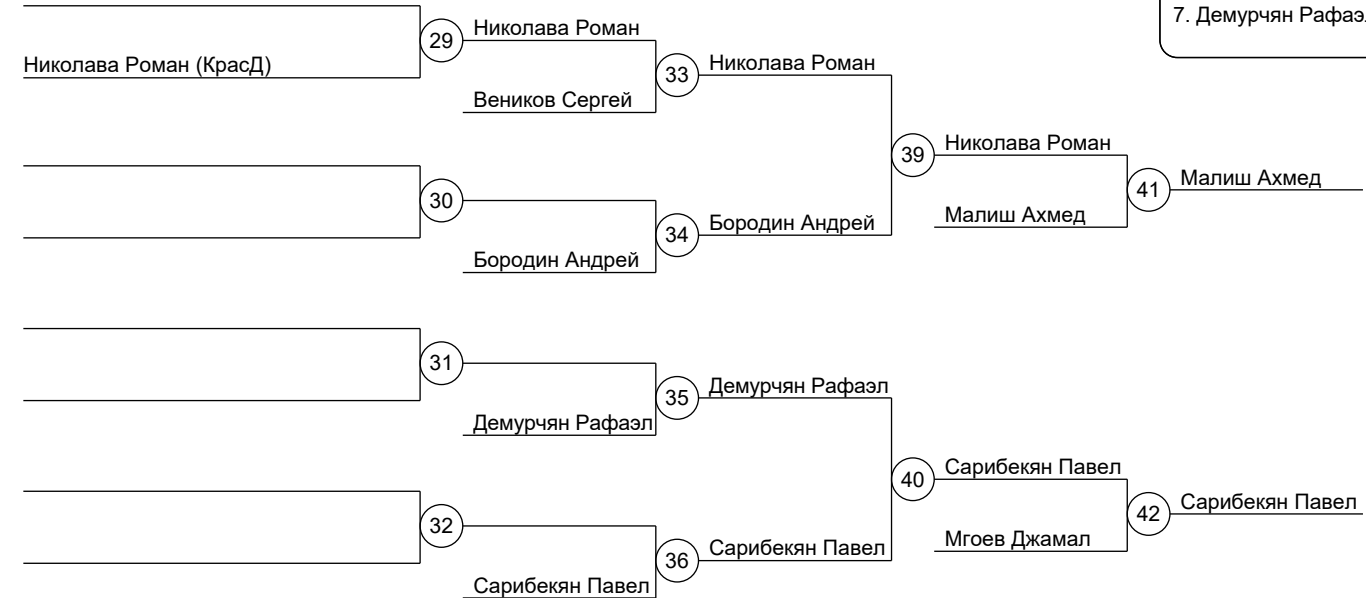 7. Демурчян Рафаэл
29
Николава Роман
Николава Роман (КрасД)
33
Николава Роман
Веников Сергей
39
Николава Роман
41
Малиш Ахмед
30
34
Бородин Андрей
Малиш Ахмед
Бородин Андрей
31
35
Демурчян Рафаэл
Демурчян Рафаэл
40
Сарибекян Павел
42
Сарибекян Павел
32
36
Сарибекян Павел
Мгоев Джамал
Сарибекян Павел